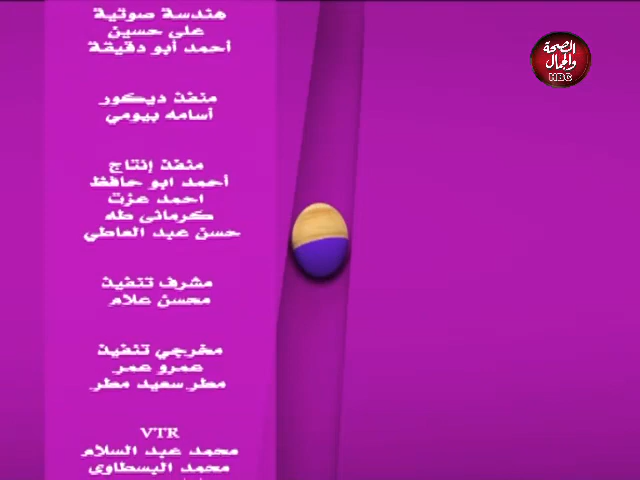 هندسة صوتية
على حسين
أحمد أبو دقيقة
منفذ ديكور
أسامه بيومي
منفذ إنتاج
أحمد ابو حافظ
احمد عزت
كرمانى طه
حسن عبد العاطي
مشرف تنفيذ
محسن علام
مخرجي تنفيذ
عمرو عمر
مطر سعيد مطر
VTR
محمد عبد السلام
محمد البسطاوى
الصحة
والجمال
HBC